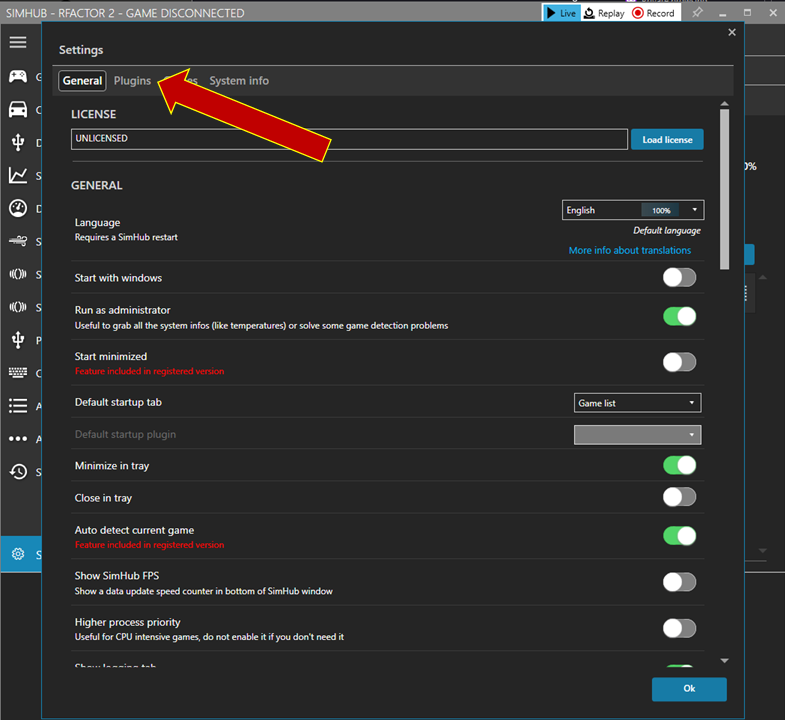 SIMHUB - RFACTOR 2 - GAME DISCONNECTED
Live Replay Record
Settings
General Plugins System info
LICENSE
UNLICENSED
Load license
GENERAL
Language
Requires a SimHub restart
English 100%
Default language
More info about translations
Start with windows
Run as administrator
Useful to grab all the system infos (like temperatures) or solve some game detection problems
Start minimized
Feature included in registered version
Default startup tab
Game list
Default startup plugin
Minimize in tray
Close in tray
Auto detect current game
Feature included in registered version
Show SimHub FPS
Show a data update speed counter in bottom of SimHub window
Higher process priority
Useful for CPU intensive games, do not enable it if you don't need it
Show logging tab
Ok